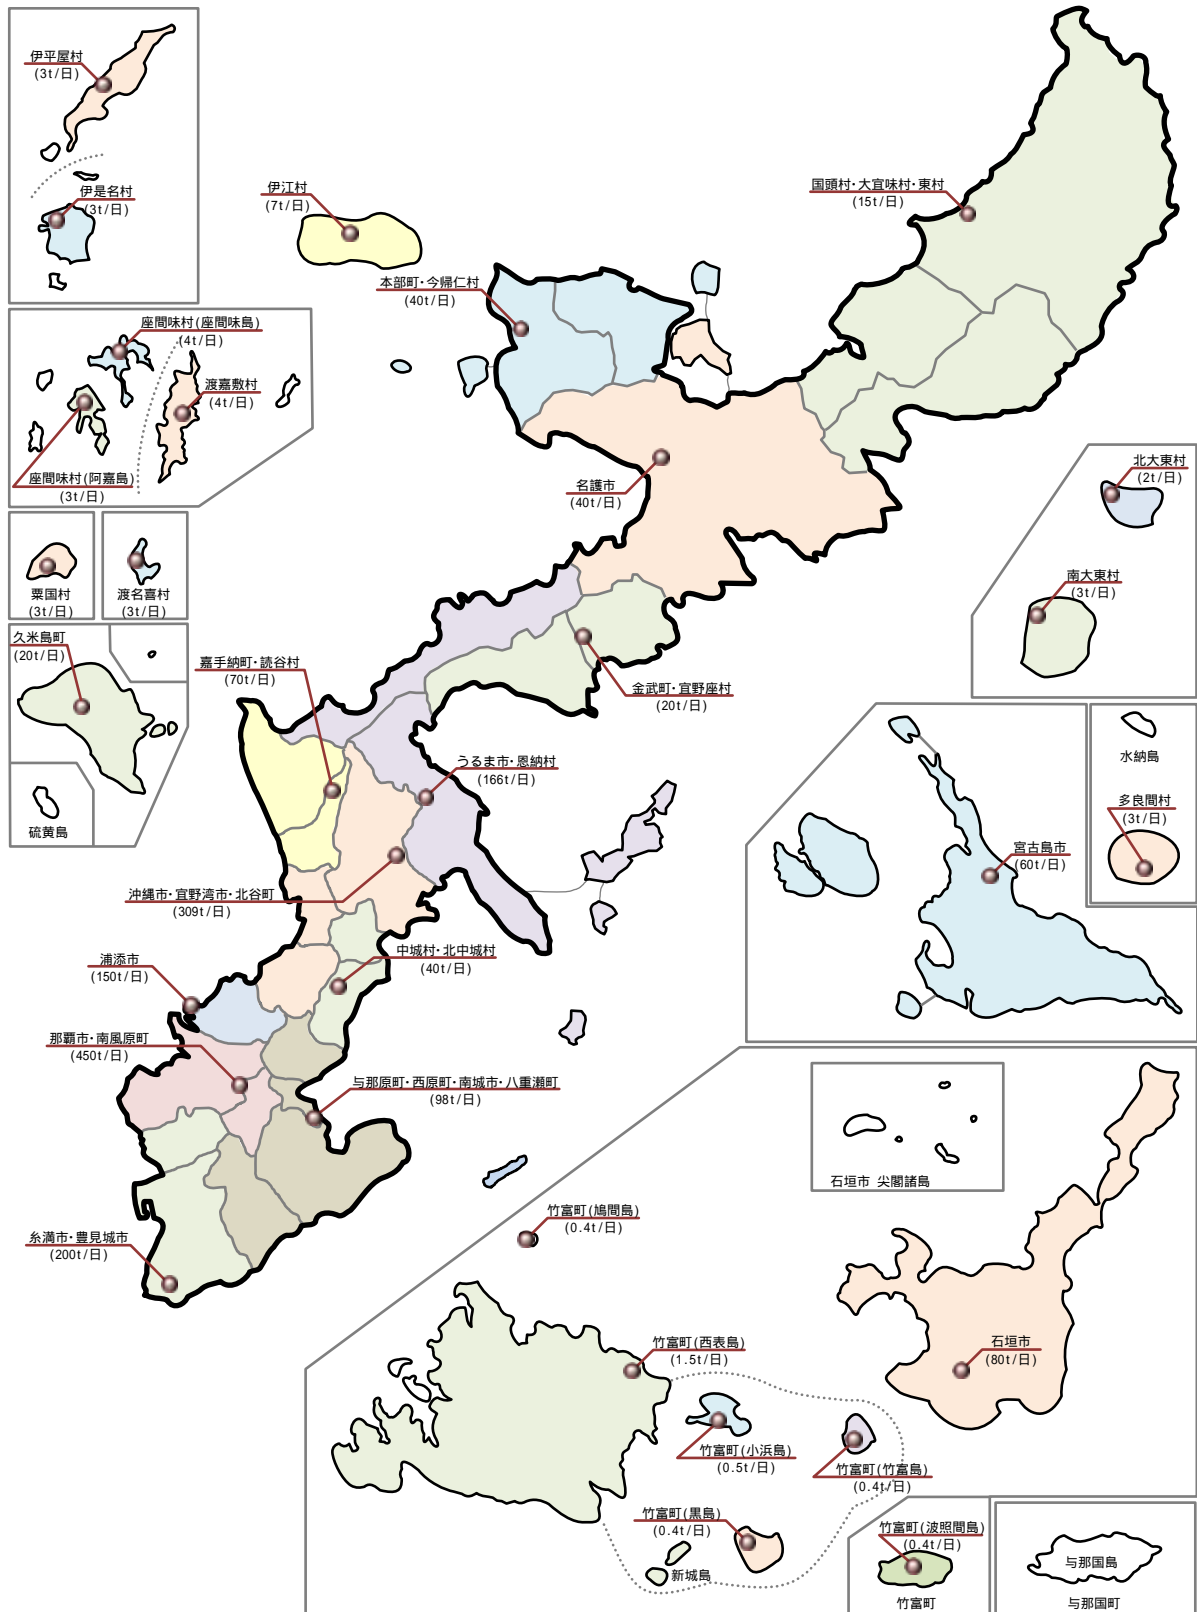 伊平屋村
(3t/日)
伊是名村
(3t/日)
伊江村
(7t/日)
国頭村・大宜味村・東村
(15t/日)
本部町・今帰仁村
(40t/日)
座間味村(座間味島)
(4t/日)
渡嘉敷村
(4t/日)
座間味村(阿嘉島)
(3t/日)
名護市
(40t/日)
北大東村
(2t/日)
南大東村
(3t/日)
粟国村
(3t/日)
渡名喜村
(3t/日)
久米島町
(20t/日)
硫黄島
嘉手納町・読谷村
(70t/日)
金武町・宜野座村
(20t/日)
うるま市・恩納村
(166t/日)
水納島
多良間村
(3t/日)
宮古島市
(60t/日)
沖縄市・宜野湾市・北谷町
(309t/日)
中城村・北中城村
(40t/日)
浦添市
(150t/日)
那覇市・南風原町
(450t/日)
与那原町・西原町・南城市・八重瀬町
(98t/日)
糸満市・豊見城市
(200t/日)
石垣市 尖閣諸島
竹富町(鳩間島)
(0.4t/日)
竹富町(西表島)
(1.5t/日)
石垣市
(80t/日)
竹富町(小浜島)
(0.5t/日)
竹富町(竹富島)
(0.4t/日)
竹富町(黒島)
(0.4t/日)
新城島
竹富町(波照間島)
(0.4t/日)
竹富町
与那国島
与那国町